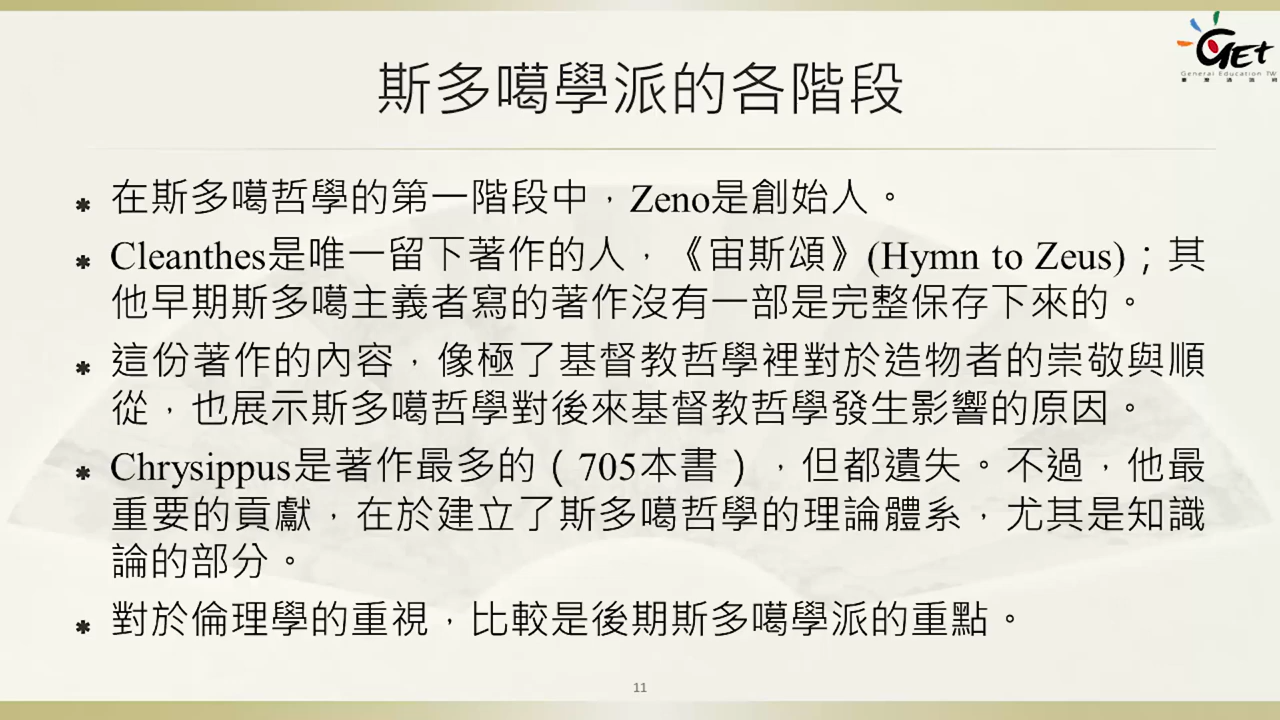 GEt
General Education TW
斯多噶學派的各階段
在斯多噶哲學的第一階段中，Zeno是創始人。
Cleanthes是唯一留下著作的人，《宙斯頌》(Hymn to Zeus)；其
他早期斯多噶主義者寫的著作沒有一部是完整保存下來的。
這份著作的內容，像極了基督教哲學裡對於造物者的崇敬與順
從，也展示斯多噶哲學對後來基督教哲學發生影響的原因。
Chrysippus是著作最多的（705本書），但都遺失。不過，他最
重要的貢獻，在於建立了斯多噶哲學的理論體系，尤其是知識
論的部分。
對於倫理學的重視，比較是後期斯多噶學派的重點。
11